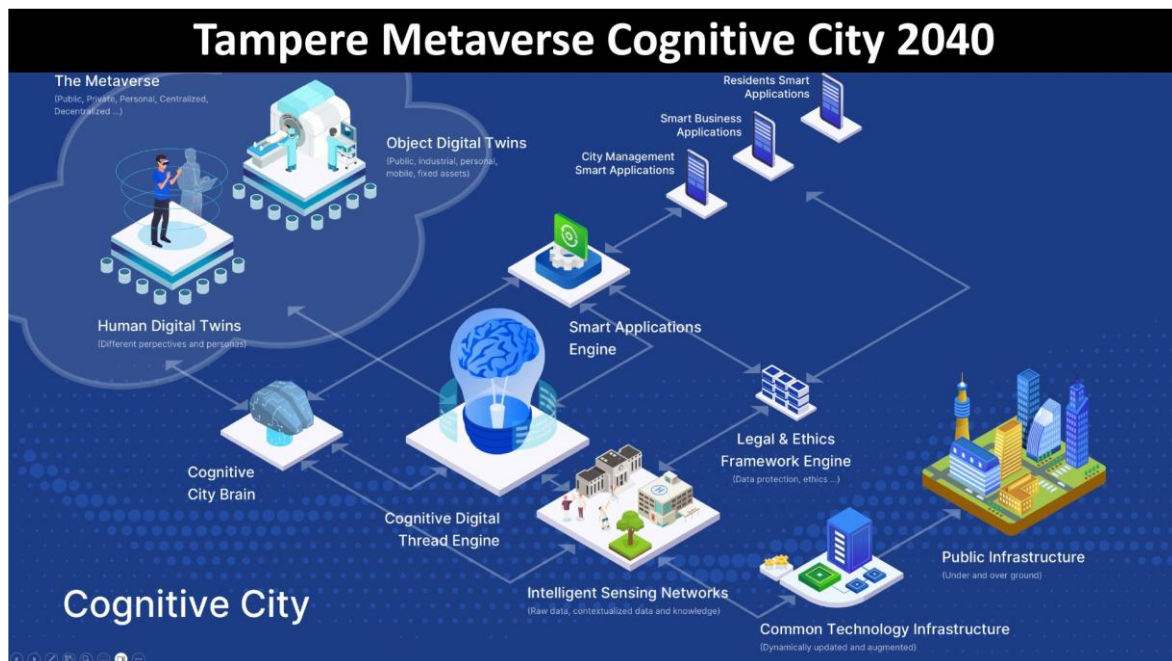 Tampere Metaverse Cognitive City 2040
The Metaverse
(Public, Private, Personal, Centralized,
Decentralized ...)
Object Digital Twins
(Public, industrial, personal,
mobile, fixed assets)
Residents Smart
Applications
Smart Business
Applications
City Management
Smart Applications
Human Digital Twins
(Different perpectives and personas)
Smart Applications
Engine
Cognitive
City Brain
Legal & Ethics
Framework Engine
(Data protection, ethics ...)
Cognitive Digital
Thread Engine
Public Infrastructure
(Under and over ground)
Intelligent Sensing Networks
(Raw data, contextualized data and knowledge)
Cognitive City
Common Technology Infrastructure
(Dynamically updated and augmented)
H